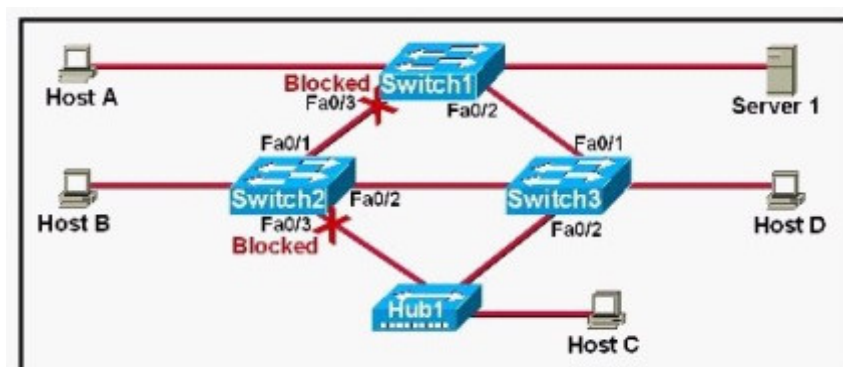 Host A
Blocked
Fa0/3
Switch1
Fa0/2
Server 1
Fa0/1
Fa0/1
Host B
Switch2
Fa0/2
Switch3
Host D
Fa0/3
Blocked
Fa0/2
Hub1
Host C